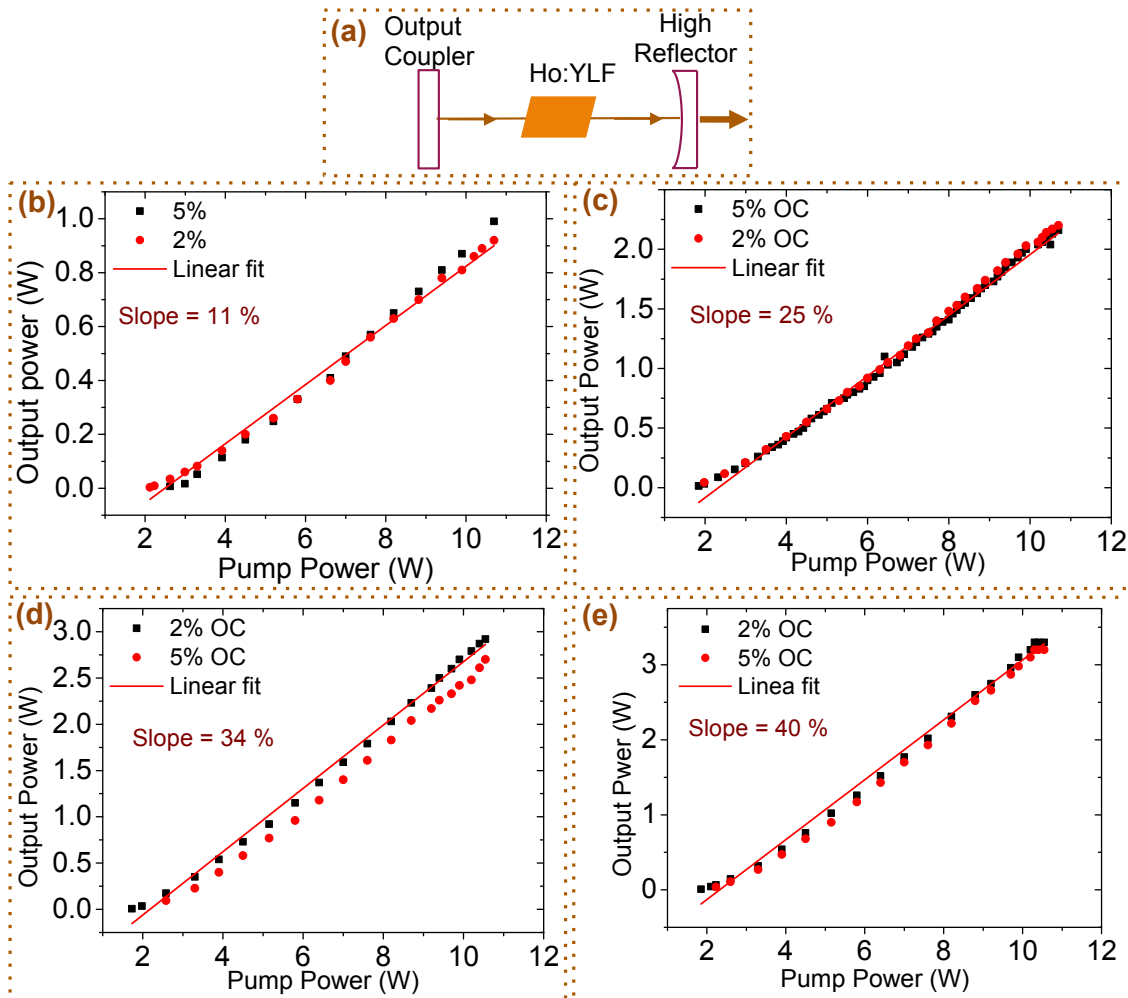 (a)
Output
Coupler
Ho:YLF
High
Reflector
(b)
5%
2%
Linear fit
Slope = 11 %
Output power (W)
1.0
0.8
0.6
0.4
0.2
0.0
2 4 6 8 10 12
Pump Power (W)
(c)
5% OC
2% OC
Linear fit
Slope = 25 %
Output Power (W)
2.0
1.5
1.0
0.5
0.0
2 4 6 8 10 12
Pump Power (W)
(d)
2% OC
5% OC
Linear fit
Slope = 34 %
Output Power (W)
3.0
2.5
2.0
1.5
1.0
0.5
0.0
2 4 6 8 10 12
Pump Power (W)
(e)
2% OC
5% OC
Linea fit
Slope = 40 %
Output Pwer (W)
3
2
1
0
2 4 6 8 10 12
Pump Power (W)